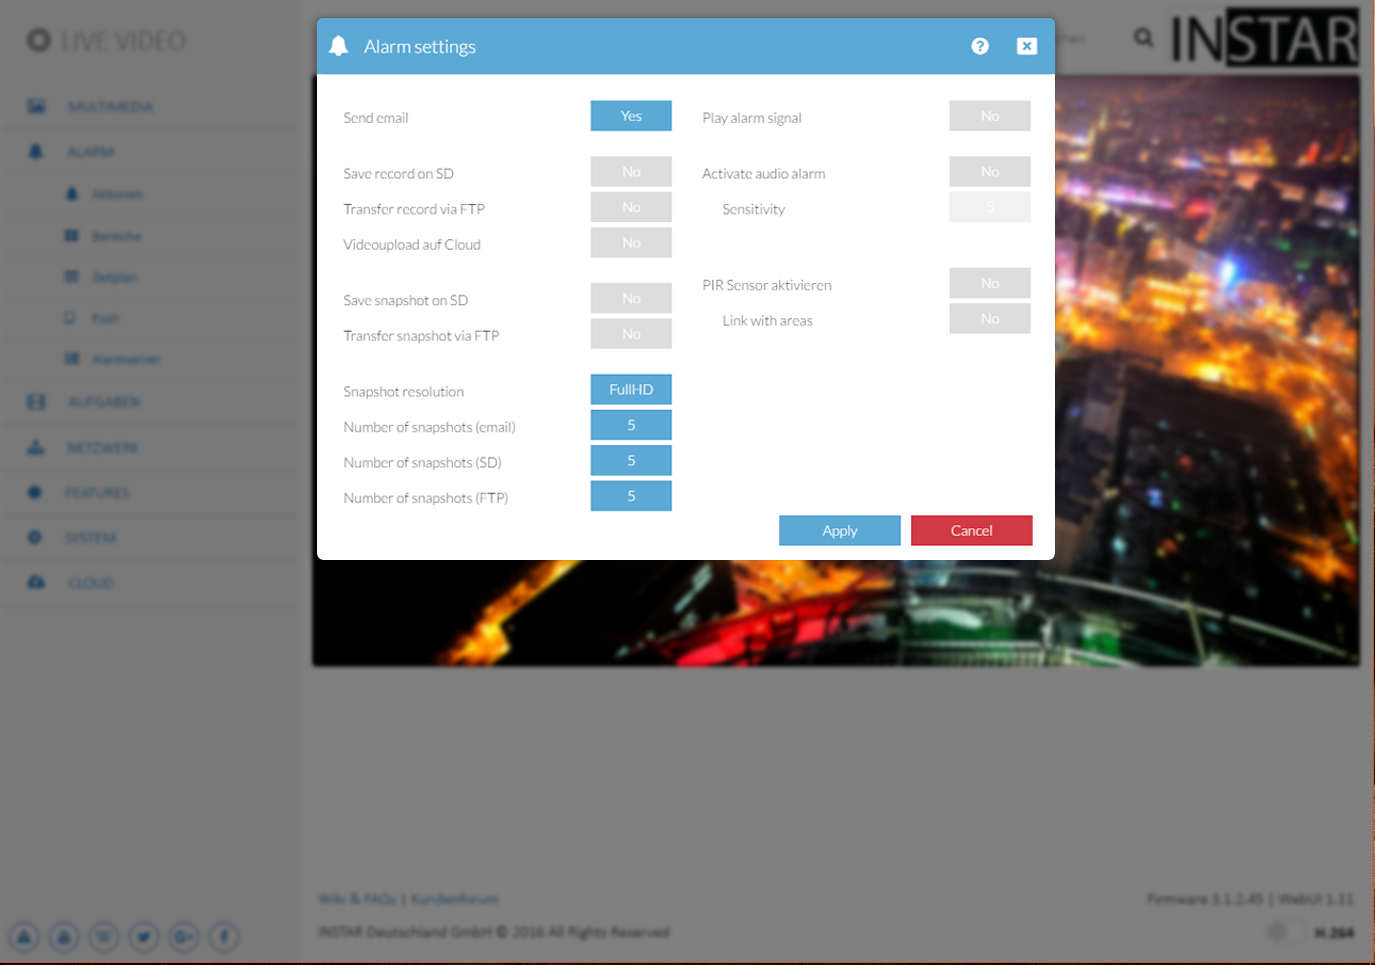 LIVE VIDEO
MULTIMEDIA
ALARM
Aktionen
Bereiche
Zeitplan
Push
Alarmserver
AUFGABEN
NETZWERK
FEATURES
SYSTEM
CLOUD
INSTAR
Alarm settings
Send email Yes
Save record on SD No
Transfer record via FTP No
Videoupload auf Cloud No
Save snapshot on SD No
Transfer snapshot via FTP No
Snapshot resolution FullHD
Number of snapshots (email) 5
Number of snapshots (SD) 5
Number of snapshots (FTP) 5
Play alarm signal No
Activate audio alarm No
Sensitivity 5
PIR Sensor aktivieren No
Link with areas No
Apply Cancel
Wiki & FAQs | Kundenforum
Firmware 3.1.2.45 | WebUI 1.11
INSTAR Deutschland GmbH © 2016 All Rights Reserved
H.264